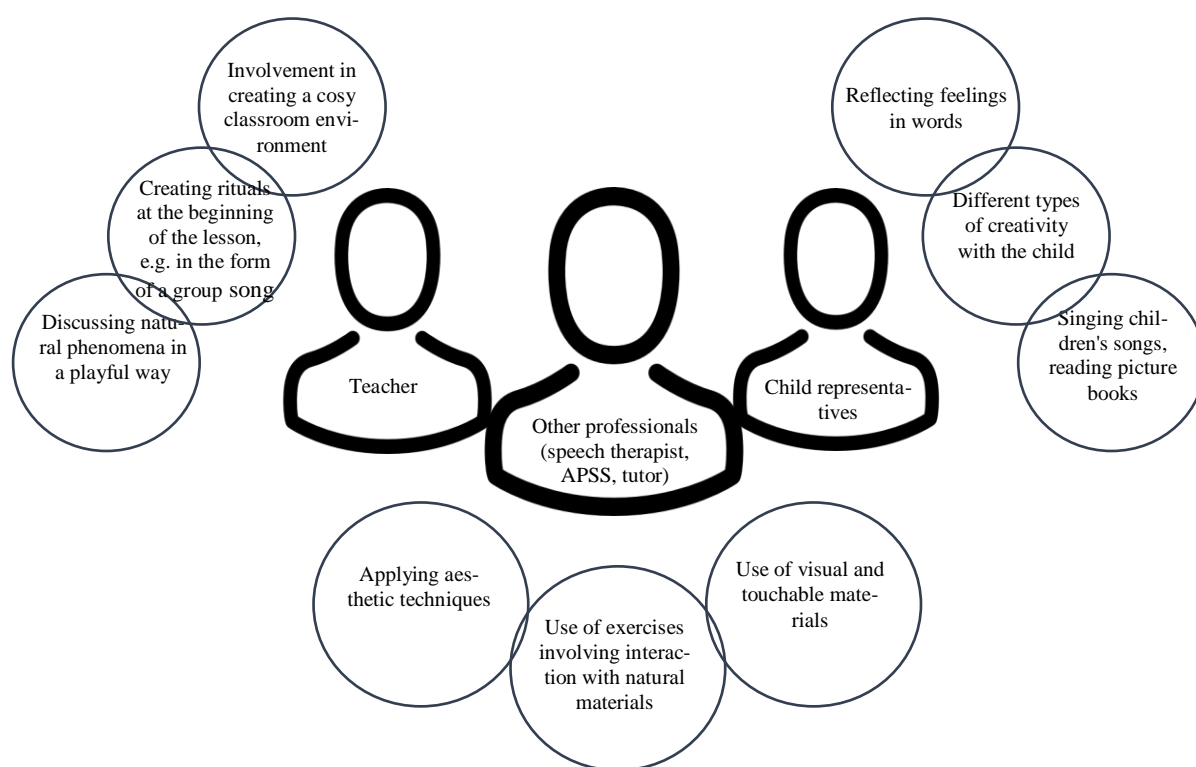 Involvement in
creating a cosy
classroom envi-
ronment
Creating rituals
at the beginning
of the lesson,
e.g. in the form
of a group song
Discussing natu-
ral phenomena in
a playful way
Teacher
Other professionals
(speech therapist,
APSS, tutor)
Child representa-
tives
Reflecting feelings
in words
Different types
of creativity
with the child
Singing chil-
dren's songs,
reading picture
books
Applying aes-
thetic techniques
Use of exercises
involving interac-
tion with natural
materials
Use of visual and
touchable mate-
rials